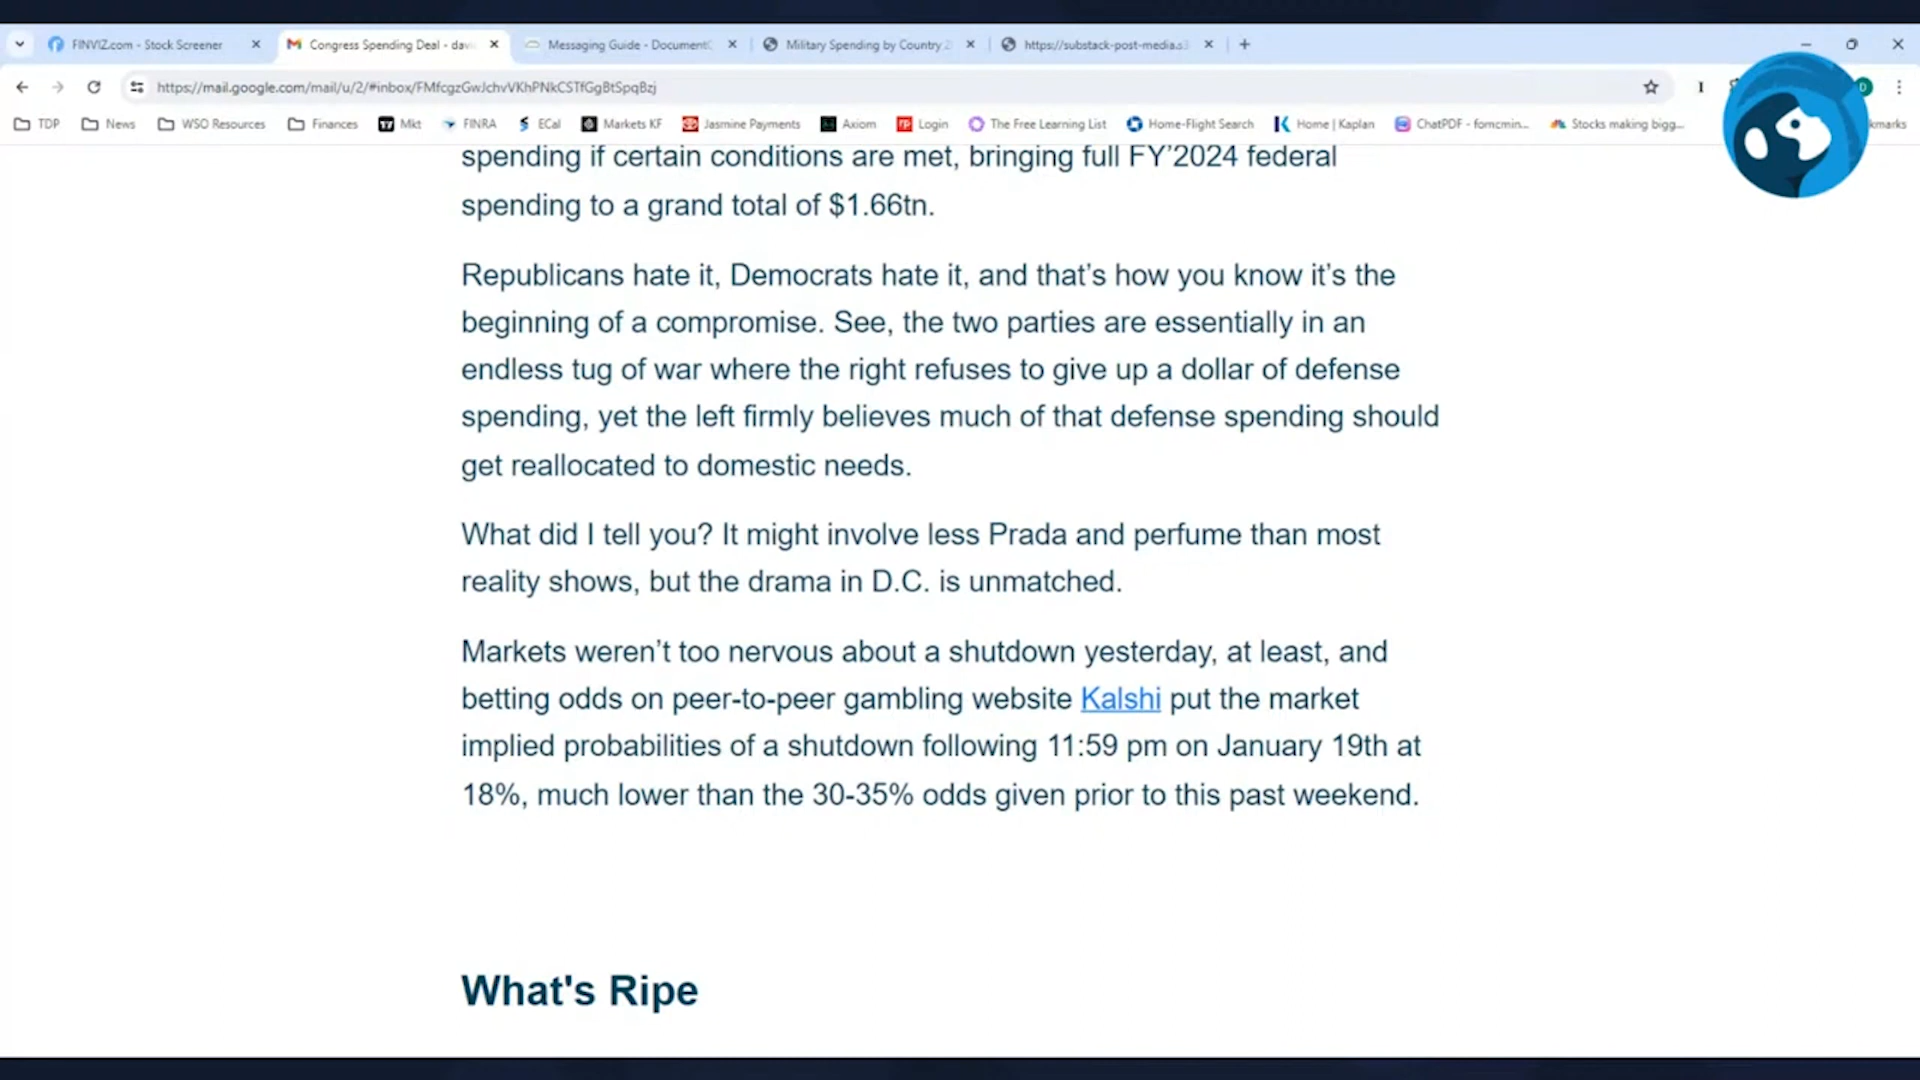 FINVIZ.com - Stock Screener
Congress Spending Deal - davi
Messaging Guide - Document
Military Spending by Country 2
https://substack-post-media.s3
https://mail.google.com/mail/u/2/#inbox/FMfcgzGwJchvVKhPNkCSTfGgBtSpqBzj
TDP News WSO Resources Finances Mkt FINRA ECal Markets KF Jasmine Payments Axiom Login The Free Learning List Home-Flight Search Home | Kaplan ChatPDF - fomcmin... Stocks making bigg... kmarks
spending if certain conditions are met, bringing full FY’2024 federal
spending to a grand total of $1.66tn.
Republicans hate it, Democrats hate it, and that’s how you know it’s the
beginning of a compromise. See, the two parties are essentially in an
endless tug of war where the right refuses to give up a dollar of defense
spending, yet the left firmly believes much of that defense spending should
get reallocated to domestic needs.
What did I tell you? It might involve less Prada and perfume than most
reality shows, but the drama in D.C. is unmatched.
Markets weren’t too nervous about a shutdown yesterday, at least, and
betting odds on peer-to-peer gambling website Kalshi put the market
implied probabilities of a shutdown following 11:59 pm on January 19th at
18%, much lower than the 30-35% odds given prior to this past weekend.
What's Ripe